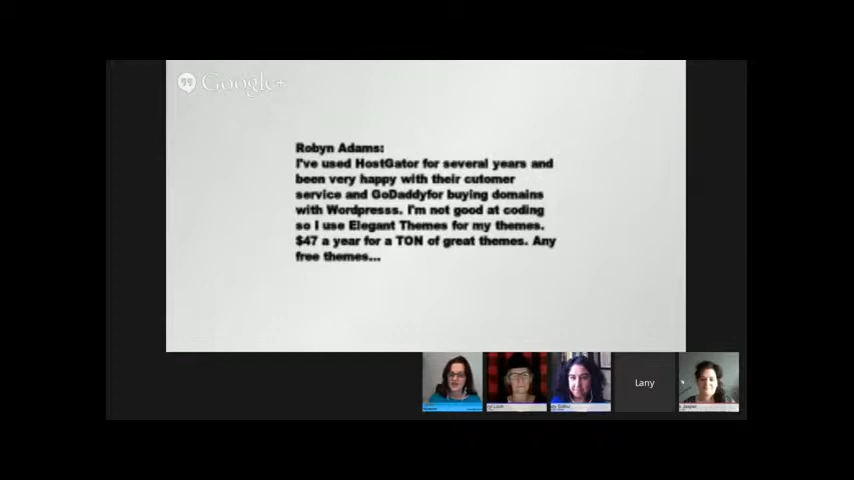 Google+
Robyn Adams:
I've used HostGator for several years and
been very happy with their cutomer
service and GoDaddyfor buying domains
with Wordpresss. I'm not good at coding
so I use Elegant Themes for my themes.
$47 a year for a TON of great themes. Any
free themes...
Lany